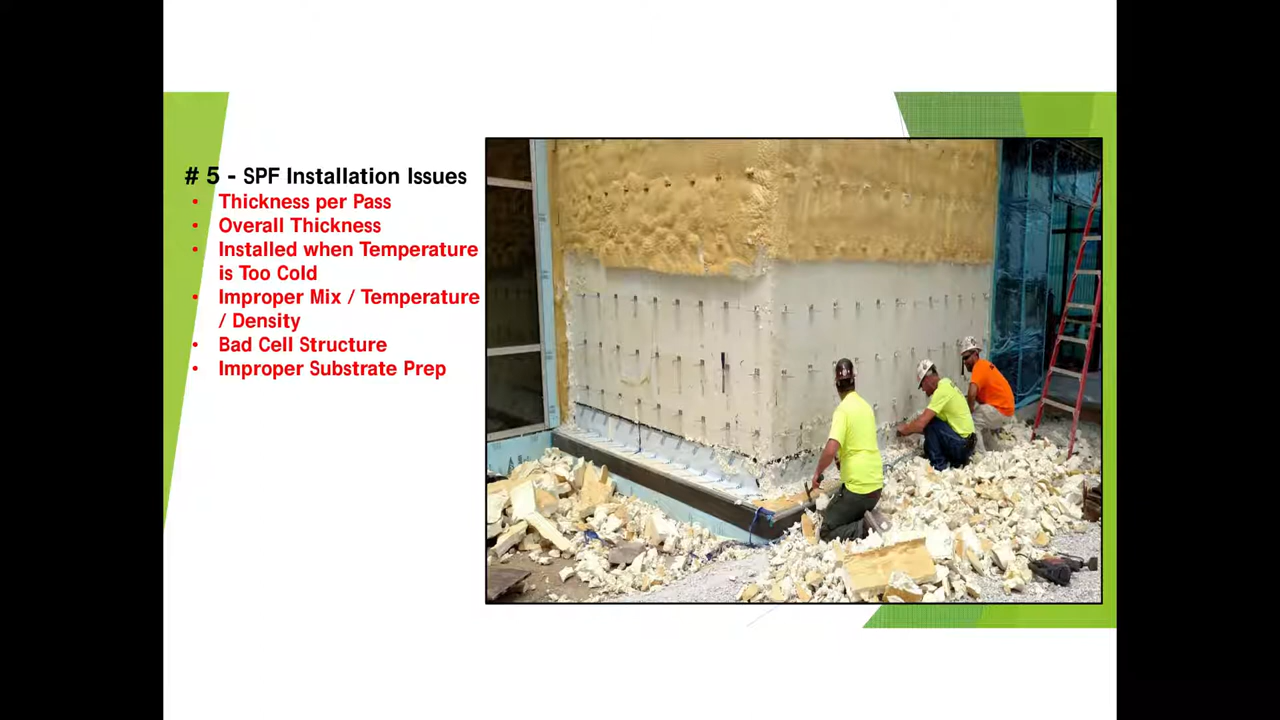 # 5 - SPF Installation Issues
• Thickness per Pass
• Overall Thickness
• Installed when Temperature
is Too Cold
• Improper Mix / Temperature
/ Density
• Bad Cell Structure
• Improper Substrate Prep